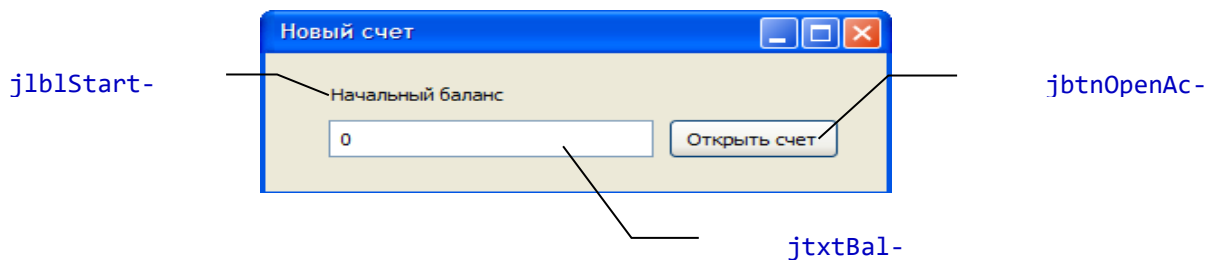 Новый счет
jlblStart-
jbtnOpenAc-
Начальный баланс
0
Открыть счет
jtxtBal-